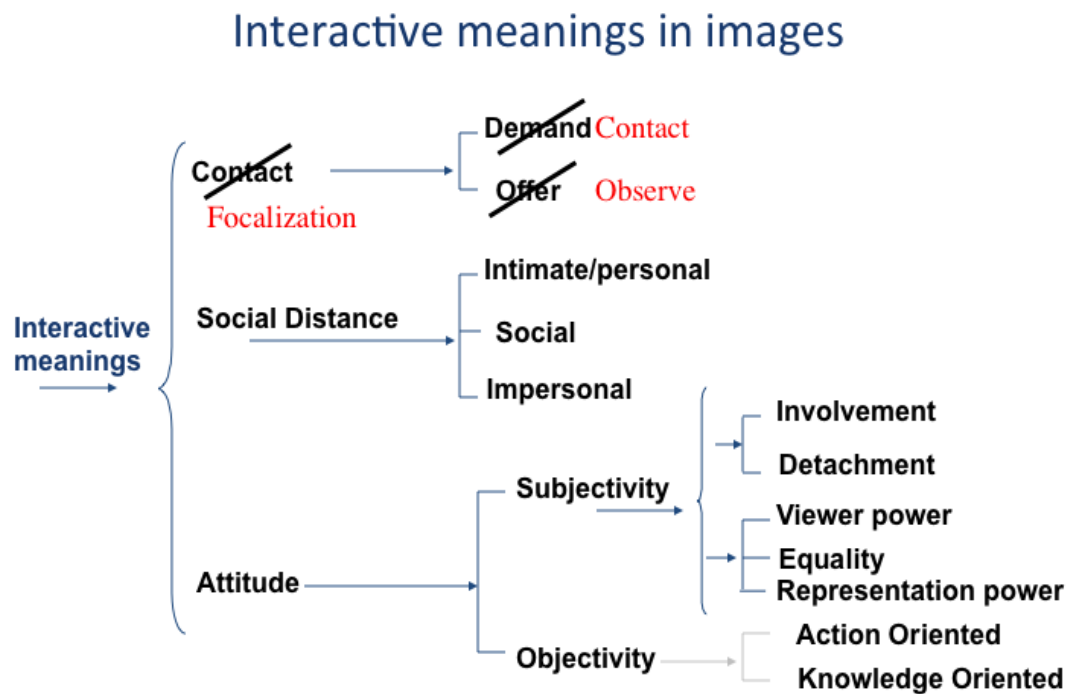 Interactive meanings in images
Demand Contact
Contact
Offer Observe
Focalization
Intimate/personal
Social Distance
Social
Interactive
meanings
Impersonal
Involvement
Detachment
Subjectivity
Viewer power
Equality
Attitude
Representation power
Action Oriented
Objectivity
Knowledge Oriented